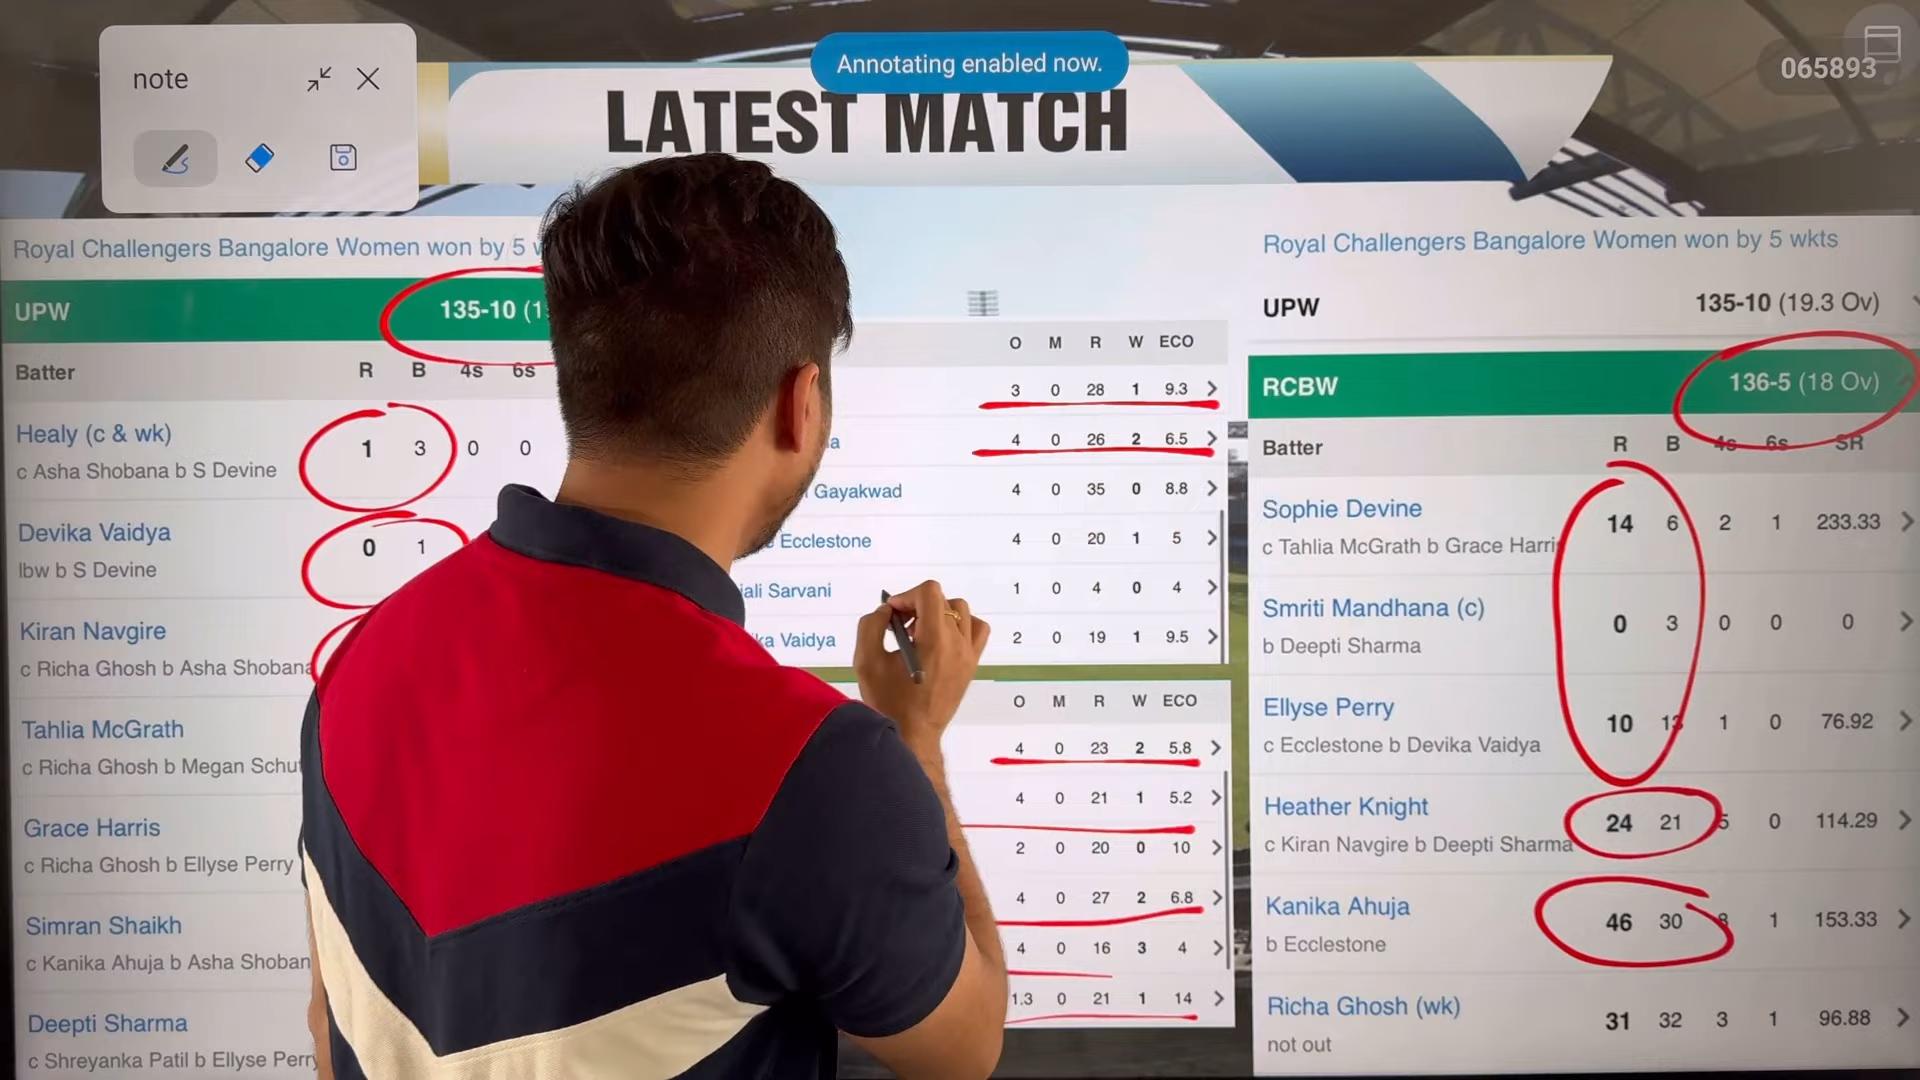 note
Annotating enabled now.
065893
LATEST MATCH
Royal Challengers Bangalore Women won by 5
UPW 135-10
Batter R B 4s 6s
Healy (c & wk) 1 3 0 0
c Asha Shobana b S Devine
Devika Vaidya 0 1
lbw b S Devine
Kiran Navgire
c Richa Ghosh b Asha Shobana
Tahlia McGrath
c Richa Ghosh b Megan
Grace Harris
c Richa Ghosh b Ellyse Perry
Simran Shaikh
c Kanika Ahuja b Asha
Deepti Sharma
c Shreyanka Patil b Ellyse Perry
O M R W ECO
3 0 28 1 9.3
4 0 26 2 6.5
Gayakwad 4 0 35 0 8.8
Ecclestone 4 0 20 1 5
Sarvani 1 0 4 0 4
Vaidya 2 0 19 1 9.5
O M R W ECO
4 0 23 2 5.8
4 0 21 1 5.2
2 0 20 0 10
4 0 27 2 6.8
4 0 16 3 4
1.3 0 21 1 14
Royal Challengers Bangalore Women won by 5 wkts
UPW 135-10 (19.3 Ov)
RCBW 136-5 (18 Ov)
Batter R B 4s 6s SR
Sophie Devine 14 6 2 1 233.33
c Tahlia McGrath b Grace Harris
Smriti Mandhana (c) 0 3 0 0 0
b Deepti Sharma
Ellyse Perry 10 13 1 0 76.92
c Ecclestone b Devika Vaidya
Heather Knight 24 21 5 0 114.29
c Kiran Navgire b Deepti Sharma
Kanika Ahuja 46 30 8 1 153.33
b Ecclestone
Richa Ghosh (wk) 31 32 3 1 96.88
not out